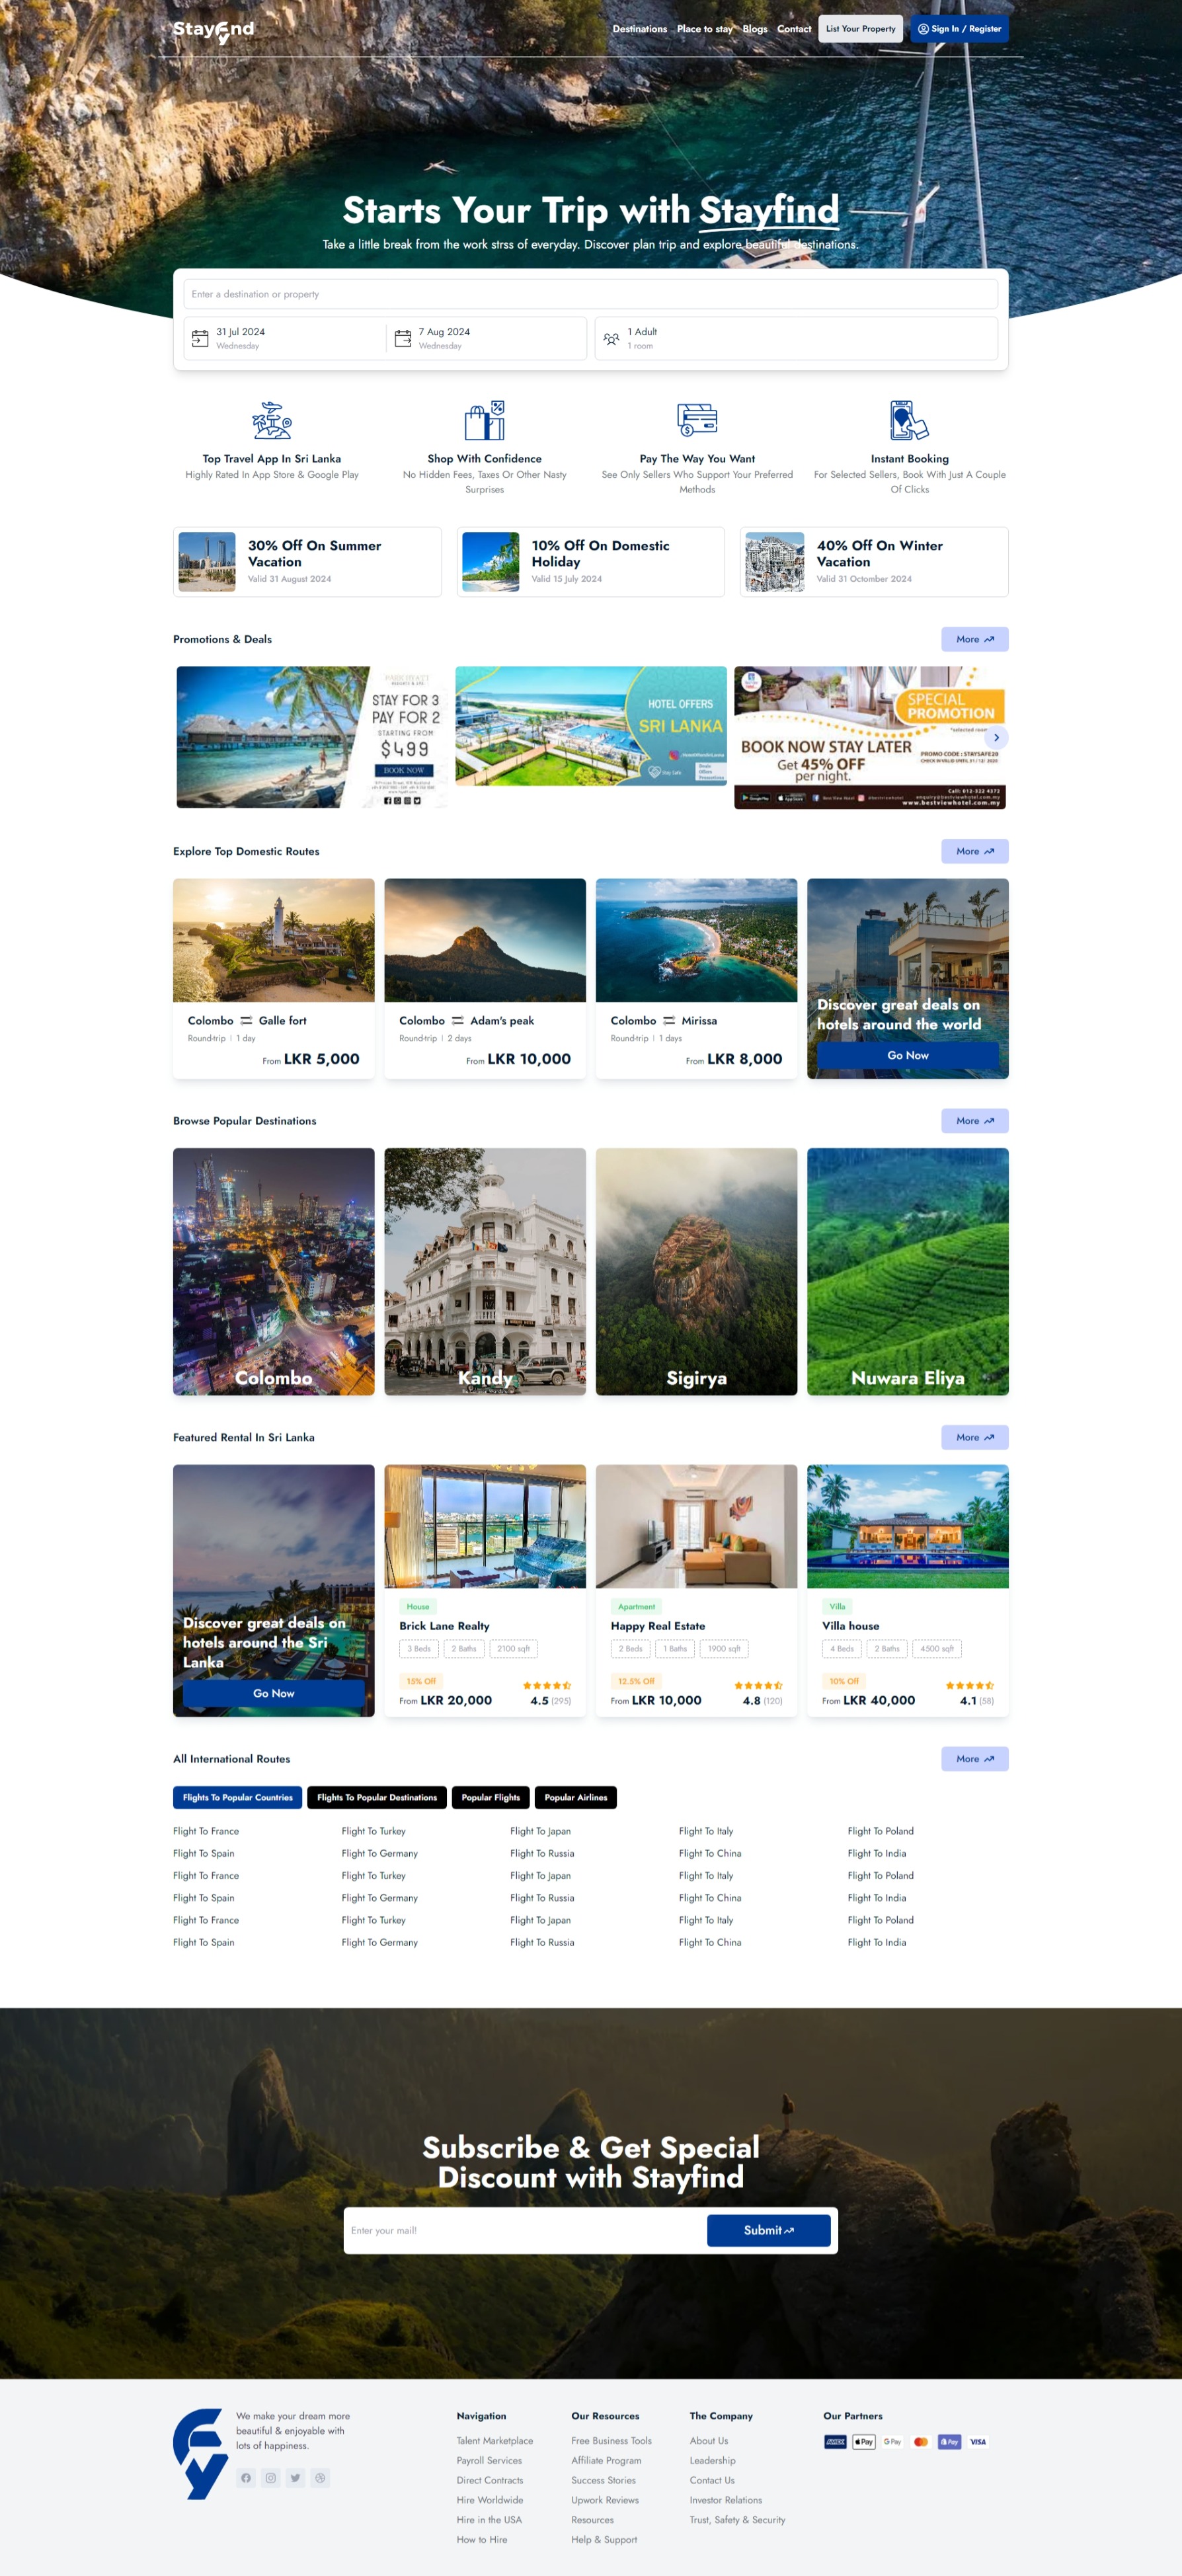 Stayfind
Destinations Place to stay Blogs Contact List Your Property Sign In / Register
Starts Your Trip with Stayfind
Take a little break from the work strss of everyday. Discover plan trip and explore beautiful destinations.
Enter a destination or property
31 Jul 2024
Wednesday
7 Aug 2024
Wednesday
1 Adult
1 room
Top Travel App In Sri Lanka
Highly Rated In App Store & Google Play
Shop With Confidence
No Hidden Fees, Taxes Or Other Nasty
Surprises
Pay The Way You Want
See Only Sellers Who Support Your Preferred
Methods
Instant Booking
For Selected Sellers, Book With Just A Couple
Of Clicks
30% Off On Summer
Vacation
Valid 31 August 2024
10% Off On Domestic
Holiday
Valid 15 July 2024
40% Off On Winter
Vacation
Valid 31 Octomber 2024
Promotions & Deals
More
STAY FOR 3
PAY FOR 2
STARTING FROM
$499
BOOK NOW
HOTEL OFFERS
SRI LANKA
SPECIAL
PROMOTION
BOOK NOW STAY LATER
Get 45% OFF
per night.
PROMO CODE : STAYSAFE20
www.bestviewhotel.com.my
Explore Top Domestic Routes
More
Colombo Galle fort
Round-trip | 1 day
From LKR 5,000
Colombo Adam's peak
Round-trip | 2 days
From LKR 10,000
Colombo Mirissa
Round-trip | 1 days
From LKR 8,000
Discover great deals on
hotels around the world
Go Now
Browse Popular Destinations
More
Colombo
Kandy
Sigirya
Nuwara Eliya
Featured Rental In Sri Lanka
More
Discover great deals on
hotels around the Sri
Lanka
Go Now
House
Brick Lane Realty
3 Beds 2 Baths 2100 sqft
15% Off
From LKR 20,000 4.5 (295)
Apartment
Happy Real Estate
2 Beds 1 Baths 1900 sqft
12.5% Off
From LKR 10,000 4.8 (120)
Villa
Villa house
4 Beds 2 Baths 4500 sqft
10% Off
From LKR 40,000 4.1 (58)
All International Routes
More
Flights To Popular Countries Flights To Popular Destinations Popular Flights Popular Airlines
Flight To France Flight To Turkey Flight To Japan Flight To Italy Flight To Poland
Flight To Spain Flight To Germany Flight To Russia Flight To China Flight To India
Flight To France Flight To Turkey Flight To Japan Flight To Italy Flight To Poland
Flight To Spain Flight To Germany Flight To Russia Flight To China Flight To India
Flight To France Flight To Turkey Flight To Japan Flight To Italy Flight To Poland
Flight To Spain Flight To Germany Flight To Russia Flight To China Flight To India
Subscribe & Get Special
Discount with Stayfind
Enter your mail!
Submit
We make your dream more
beautiful & enjoyable with
lots of happiness.
Navigation
Talent Marketplace
Payroll Services
Direct Contracts
Hire Worldwide
Hire in the USA
How to Hire
Our Resources
Free Business Tools
Affiliate Program
Success Stories
Upwork Reviews
Resources
Help & Support
The Company
About Us
Leadership
Contact Us
Investor Relations
Trust, Safety & Security
Our Partners
Pay G Pay Pay VISA